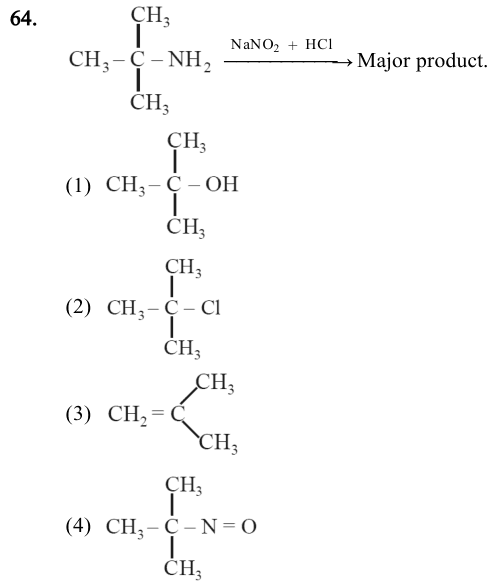 64.
CH₃
CH₃ – C – NH₂ NaNO₂ + HCl → Major product.
CH₃
CH₃
(1) CH₃ – C – OH
CH₃
CH₃
(2) CH₃ – C – Cl
CH₃
CH₃
(3) CH₂ = C
CH₃
CH₃
(4) CH₃ – C – N = O
CH₃